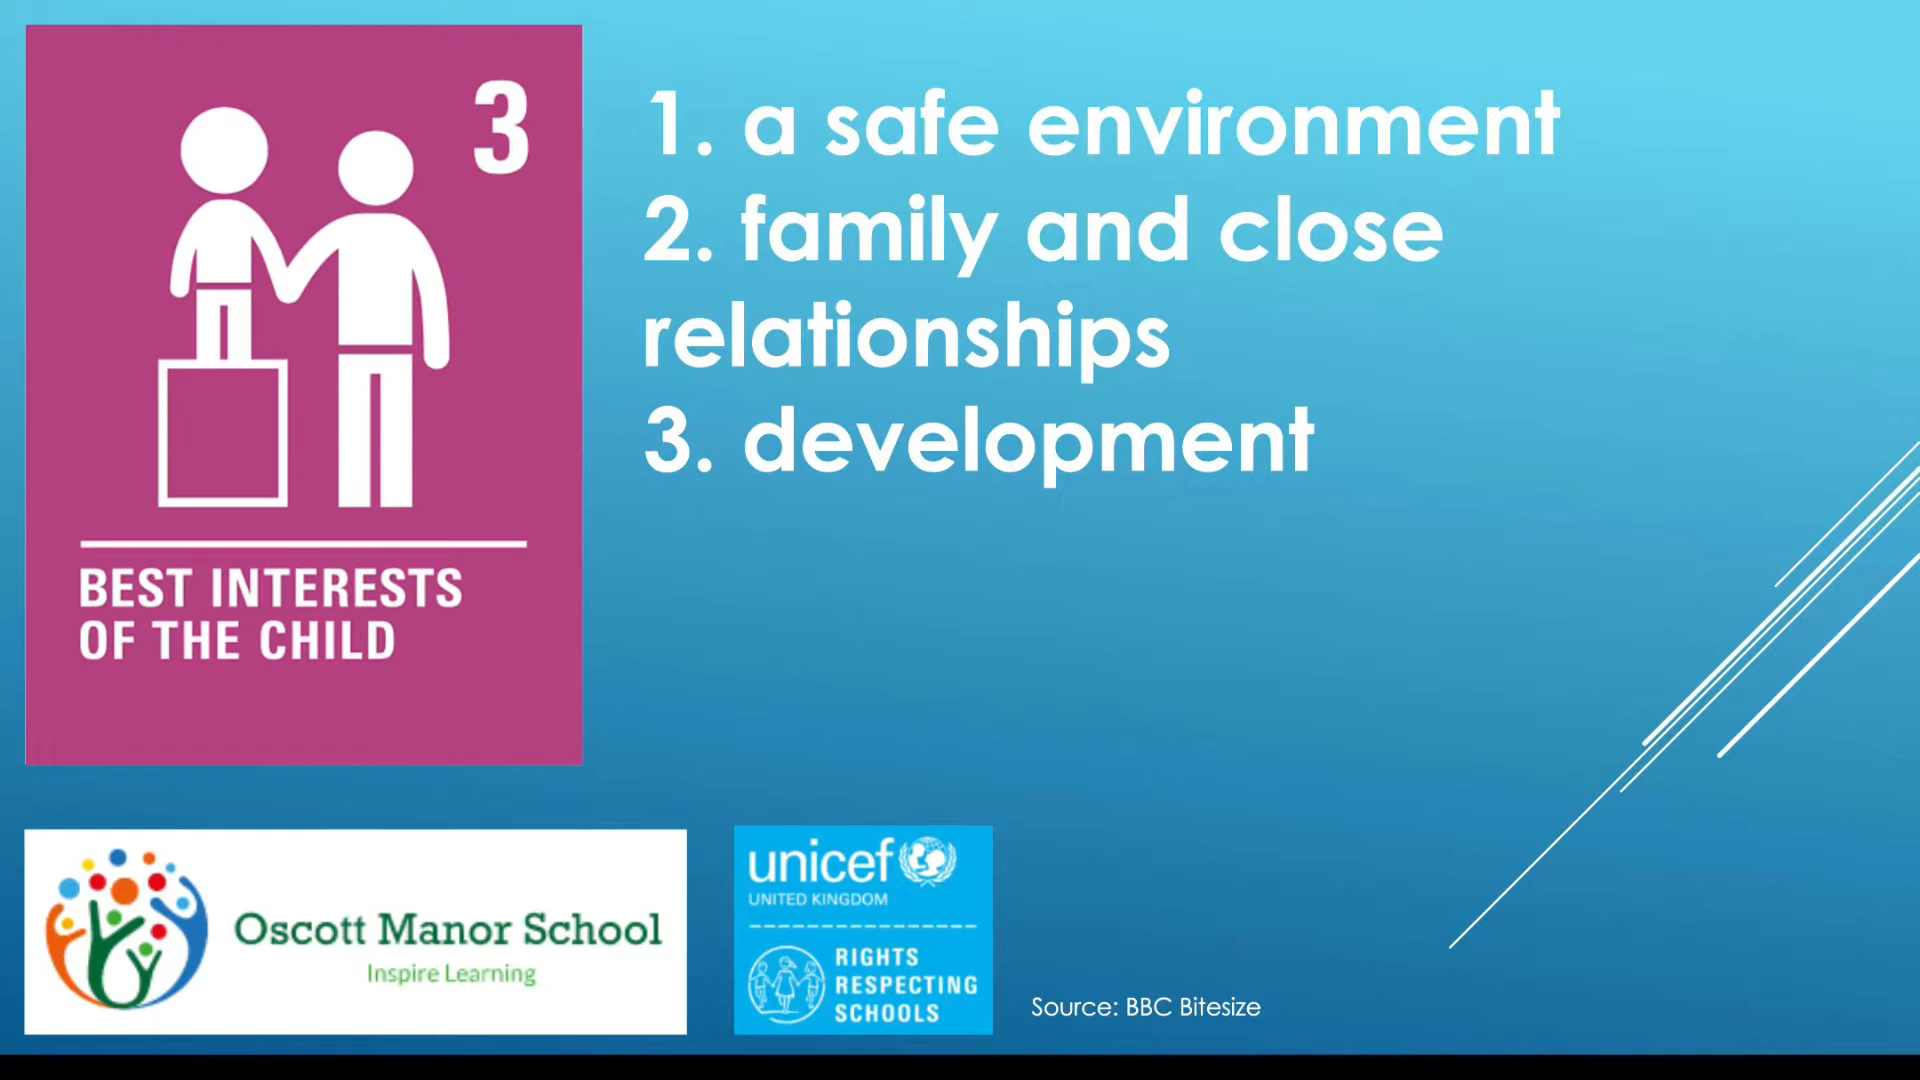 3
BEST INTERESTS
OF THE CHILD
1. a safe environment
2. family and close
relationships
3. development
Oscott Manor School
Inspire Learning
unicef
UNITED KINGDOM
RIGHTS
RESPECTING
SCHOOLS
Source: BBC Bitesize